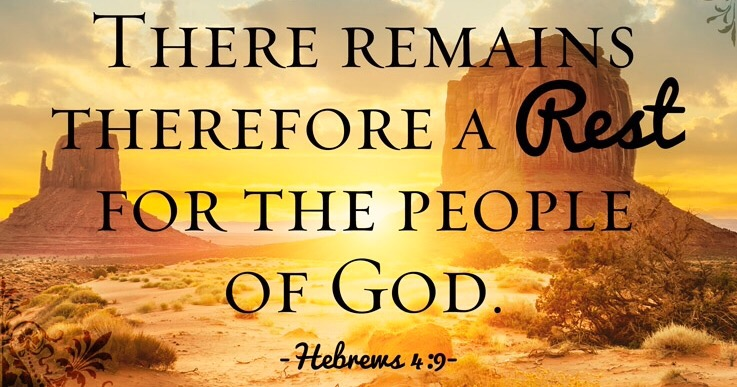 There remains
therefore a Rest
for the people
of God.
-Hebrews 4:9-